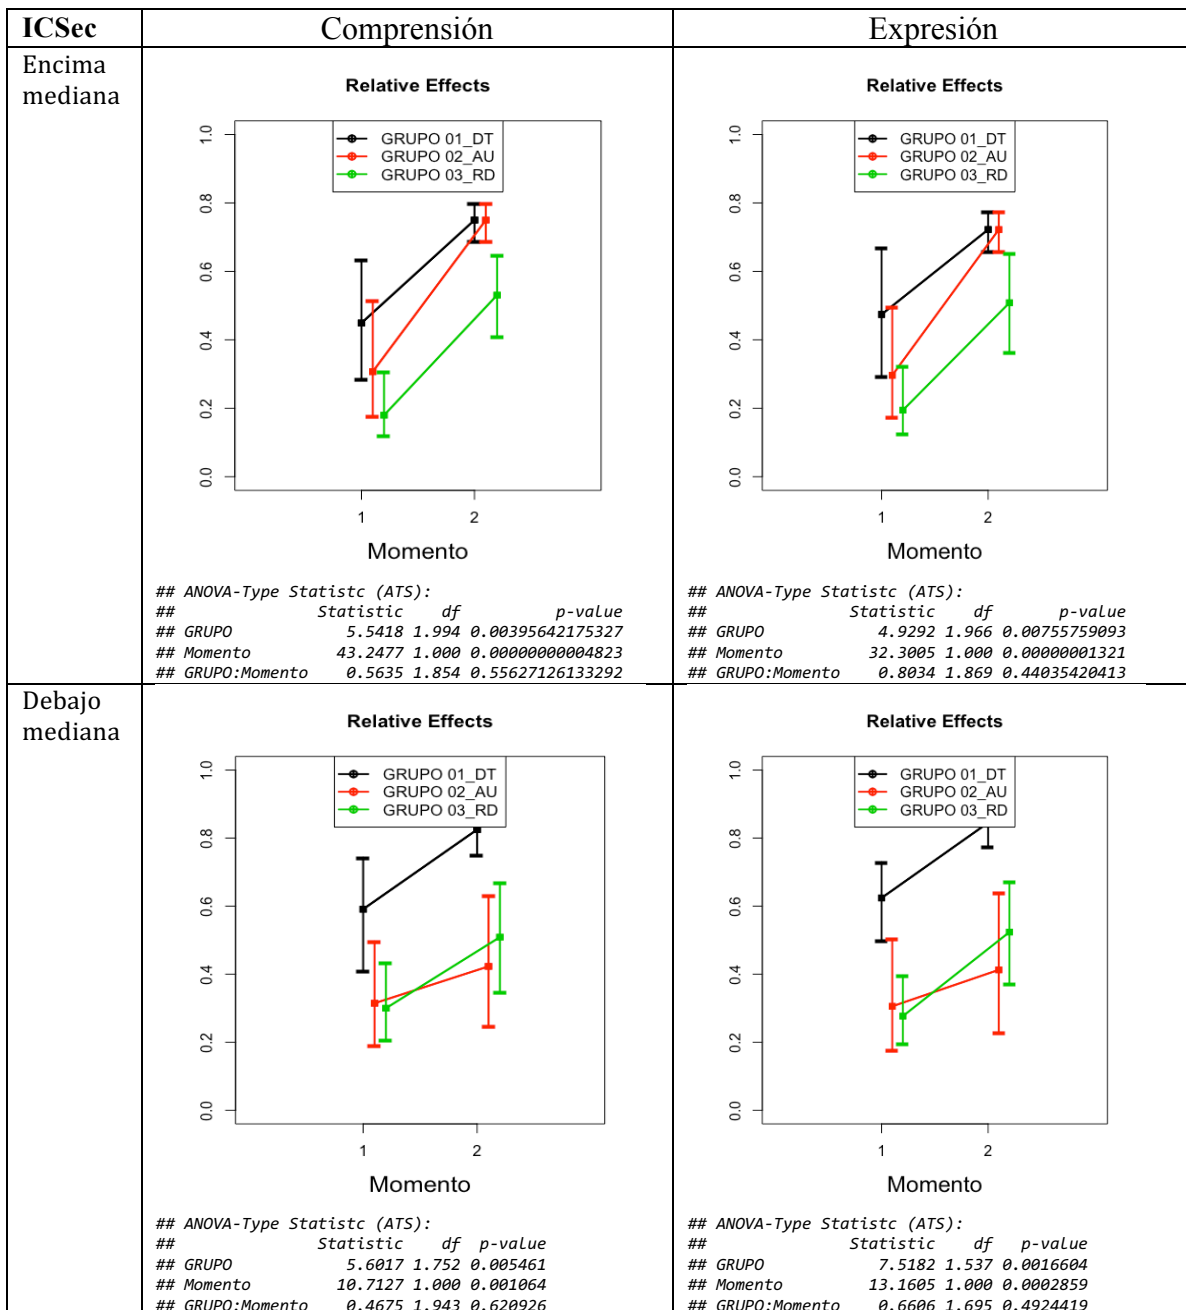 ICSec Comprensión Expresión
Encima
mediana
Relative Effects
GRUPO 01_DT
GRUPO 02_AU
GRUPO 03_RD
1.0
0.8
0.6
0.4
0.2
0.0
1 2
Momento
## ANOVA-Type Statistc (ATS):
## Statistic df p-value
## GRUPO 5.5418 1.994 0.00395642175327
## Momento 43.2477 1.000 0.00000000004823
## GRUPO:Momento 0.5635 1.854 0.55627126133292
Relative Effects
GRUPO 01_DT
GRUPO 02_AU
GRUPO 03_RD
1.0
0.8
0.6
0.4
0.2
0.0
1 2
Momento
## ANOVA-Type Statistc (ATS):
## Statistic df p-value
## GRUPO 4.9292 1.966 0.00755759093
## Momento 32.3005 1.000 0.00000001321
## GRUPO:Momento 0.8034 1.869 0.44035420413
Debajo
mediana
Relative Effects
GRUPO 01_DT
GRUPO 02_AU
GRUPO 03_RD
1.0
0.8
0.6
0.4
0.2
0.0
1 2
Momento
## ANOVA-Type Statistc (ATS):
## Statistic df p-value
## GRUPO 5.6017 1.752 0.005461
## Momento 10.7127 1.000 0.001064
## GRUPO:Momento 0.4675 1.943 0.620926
Relative Effects
GRUPO 01_DT
GRUPO 02_AU
GRUPO 03_RD
1.0
0.8
0.6
0.4
0.2
0.0
1 2
Momento
## ANOVA-Type Statistc (ATS):
## Statistic df p-value
## GRUPO 7.5182 1.537 0.0016604
## Momento 13.1605 1.000 0.0002859
## GRUPO:Momento 0.6606 1.695 0.4924419